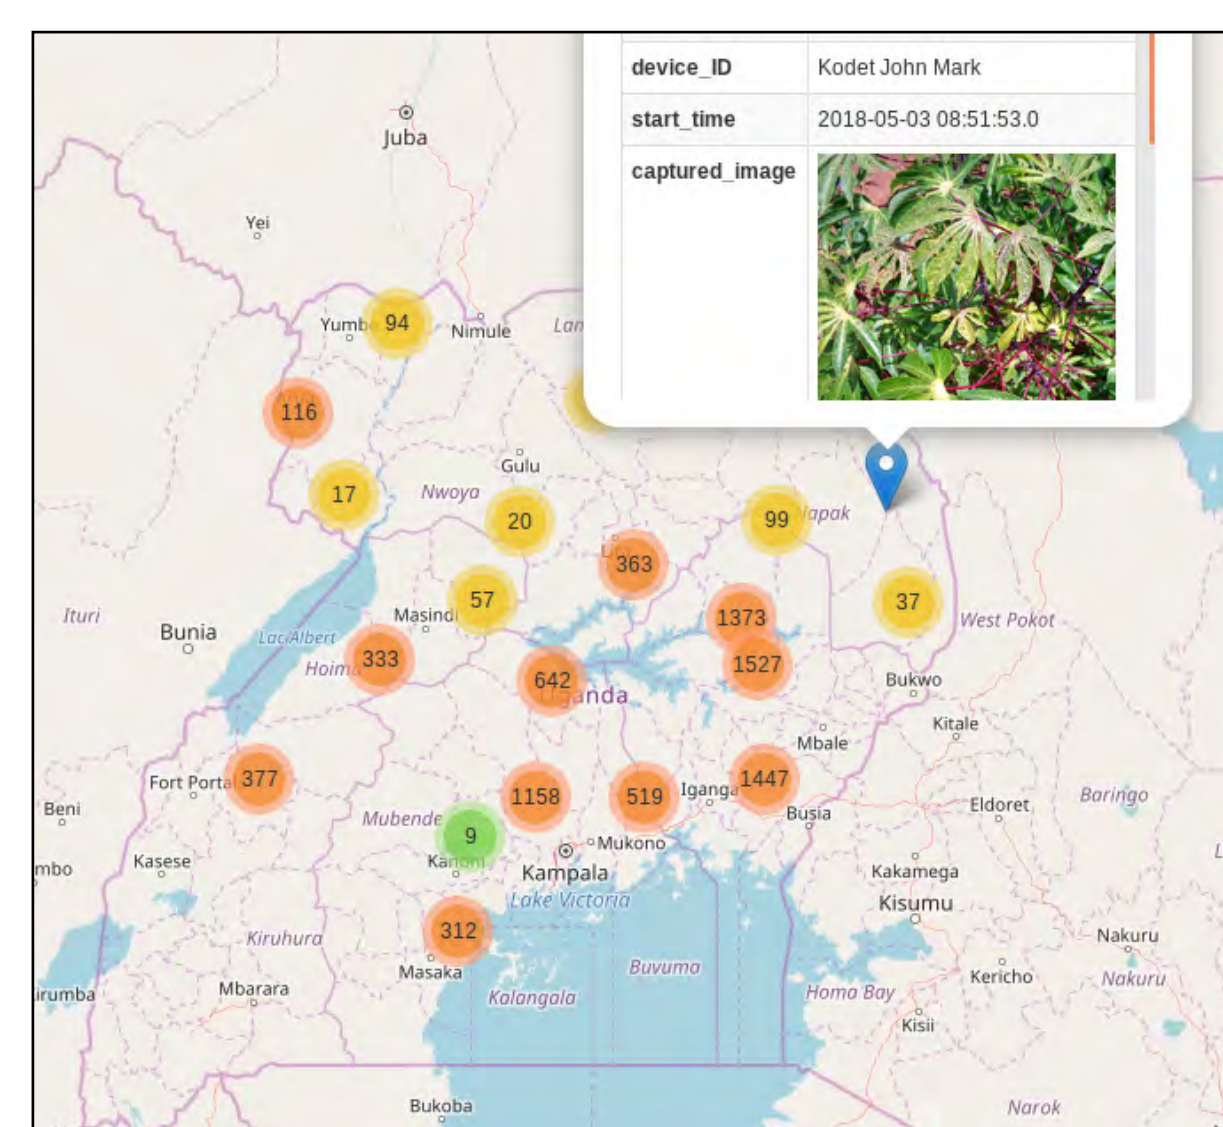 device_ID Kodet John Mark
start_time 2018-05-03 08:51:53.0
captured_image
Juba
Yei
94
Nimule
116
Gulu
17
Nwoya
20
99
363
57
37
Ituri
Masindi
1373
West Pokot
Bunia
Lac Albert
333
1527
Hoima
642
Uganda
Bukwo
Kitale
Mbale
Fort Portal
377
1158
519
Iganga
1447
Baringo
Beni
Eldoret
Mubende
Busia
9
Mukono
Kasese
Kampala
Kakamega
Lake Victoria
Kisumu
312
Kiruhura
Nakuru
Masaka
Buvuma
Kericho
Nakuru
Mbarara
Kalangala
Homa Bay
Kisii
Bukoba
Narok